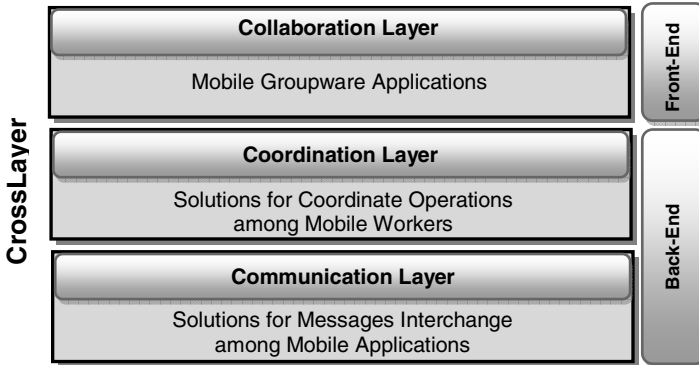 CrossLayer
Collaboration Layer
Mobile Groupware Applications
Front-End
Coordination Layer
Solutions for Coordinate Operations
among Mobile Workers
Communication Layer
Solutions for Messages Interchange
among Mobile Applications
Back-End